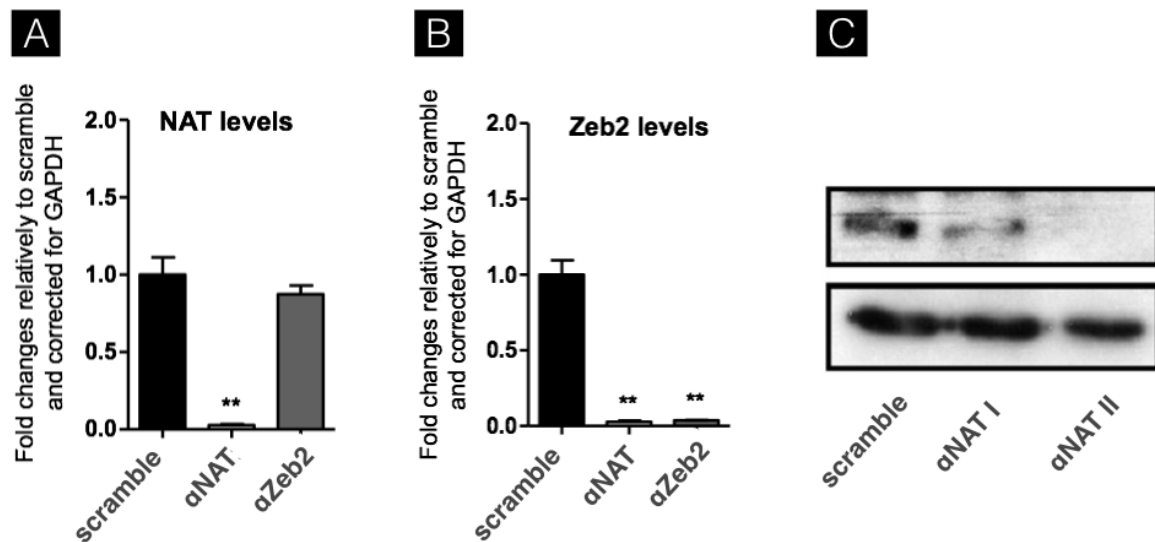 A
Fold changes relatively to scramble
and corrected for GAPDH
NAT levels
2.0
1.5
1.0
0.5
0.0
**
scramble
αNAT
αZeb2
B
Fold changes relatively to scramble
and corrected for GAPDH
Zeb2 levels
2.0
1.5
1.0
0.5
0.0
**
**
scramble
αNAT
αZeb2
C
scramble
αNAT I
αNAT II